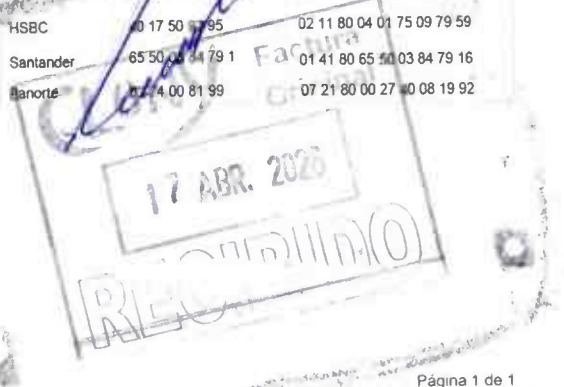 HSBC 02 11 80 04 01 75 09 79 59
Santander 01 41 80 65 50 03 84 79 16
Banorte 07 21 80 00 27 40 08 19 92
Factura
Original
17 ABR. 2026
RECIBIDO
Página 1 de 1